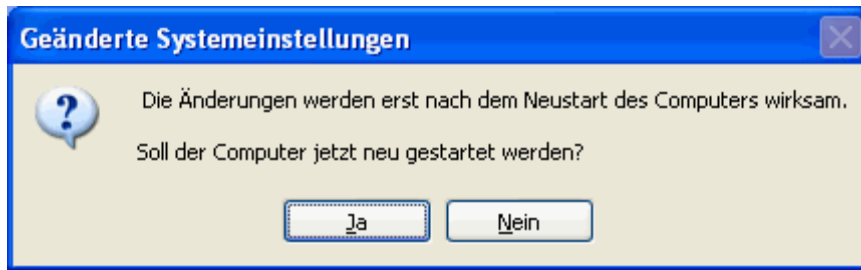 Geänderte Systemeinstellungen
Die Änderungen werden erst nach dem Neustart des Computers wirksam.
Soll der Computer jetzt neu gestartet werden?
Ja Nein